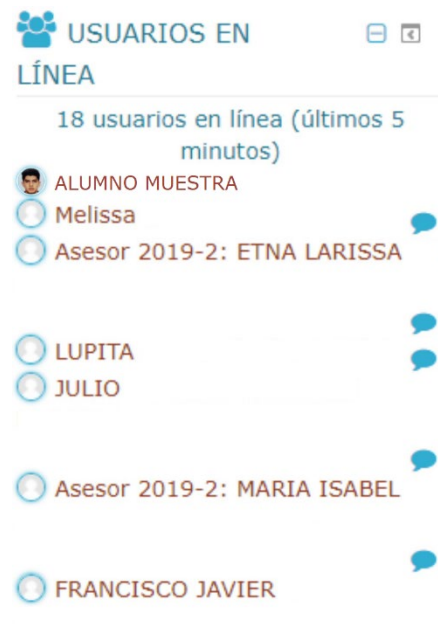 USUARIOS EN
LÍNEA
18 usuarios en línea (últimos 5
minutos)
ALUMNO MUESTRA
Melissa
Asesor 2019-2: ETNA LARISSA
LUPITA
JULIO
Asesor 2019-2: MARIA ISABEL
FRANCISCO JAVIER